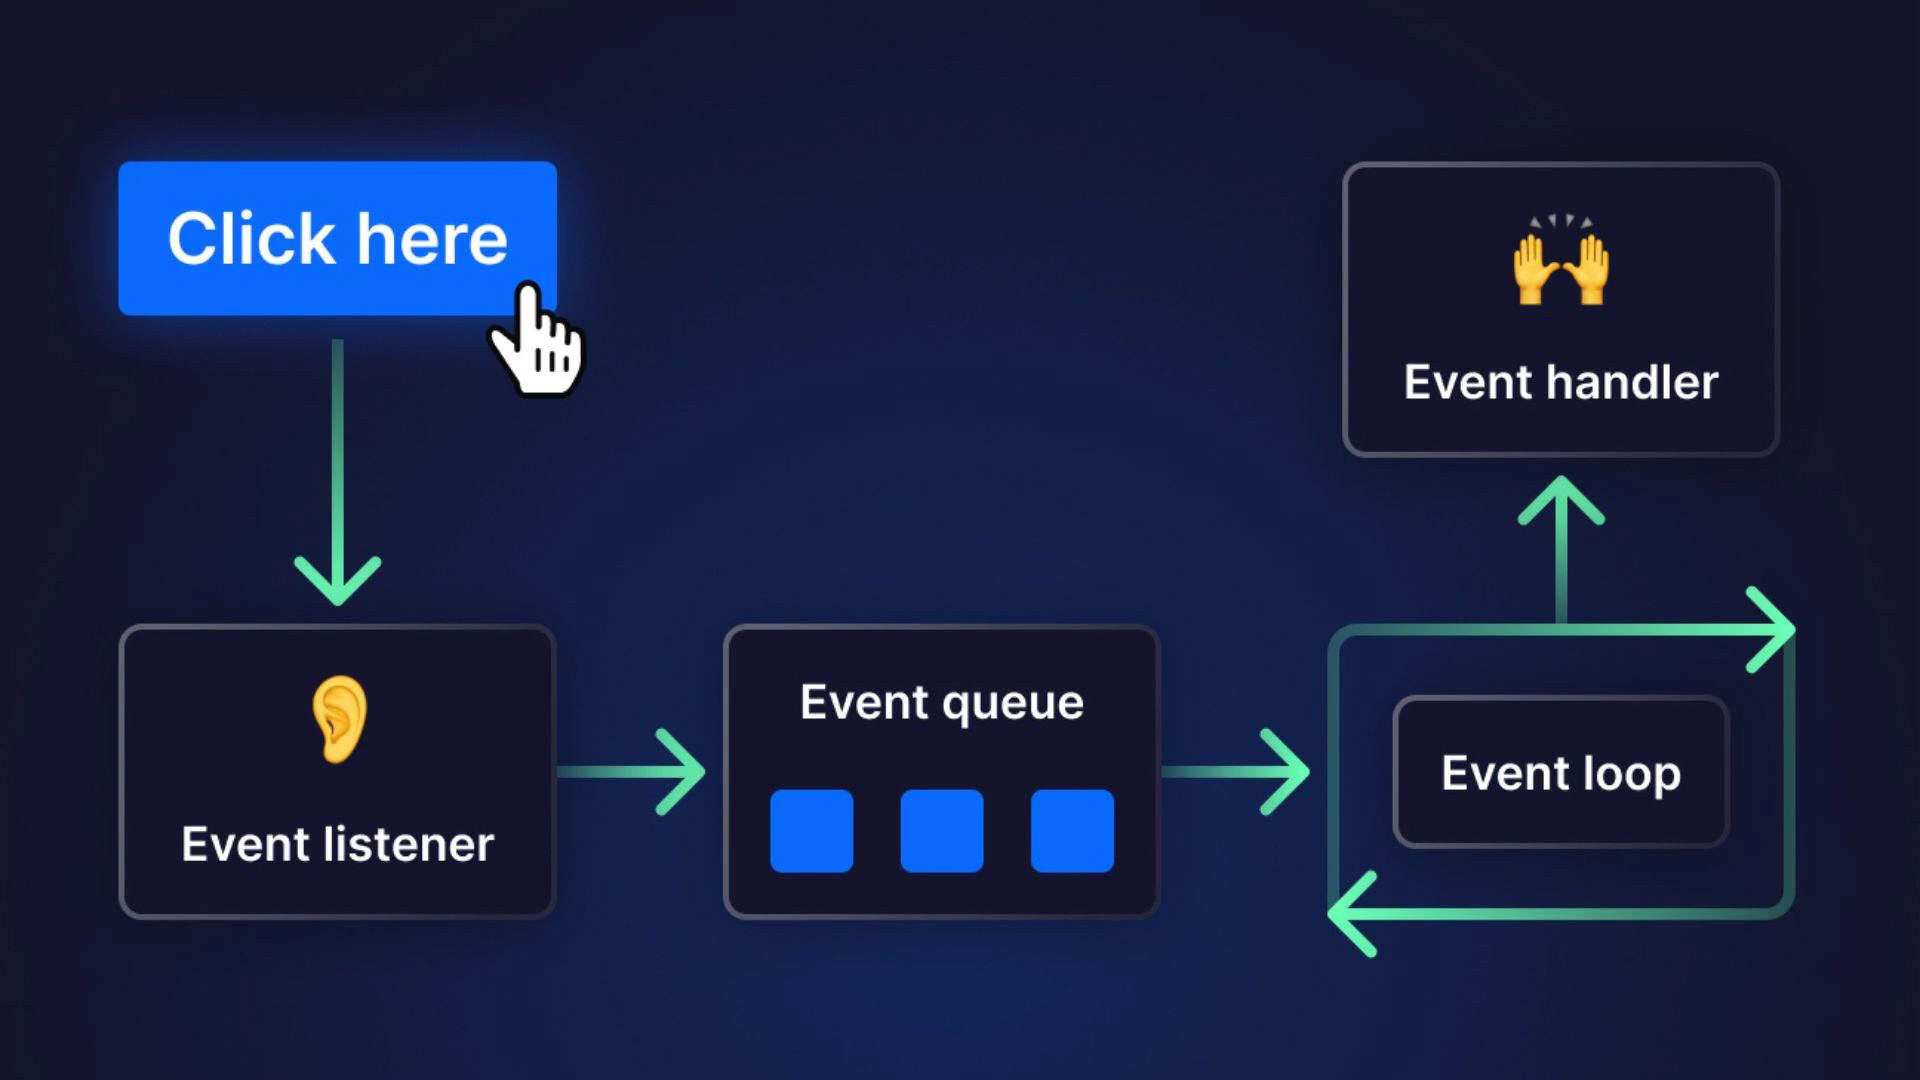 Click here
Event listener
Event queue
Event loop
Event handler